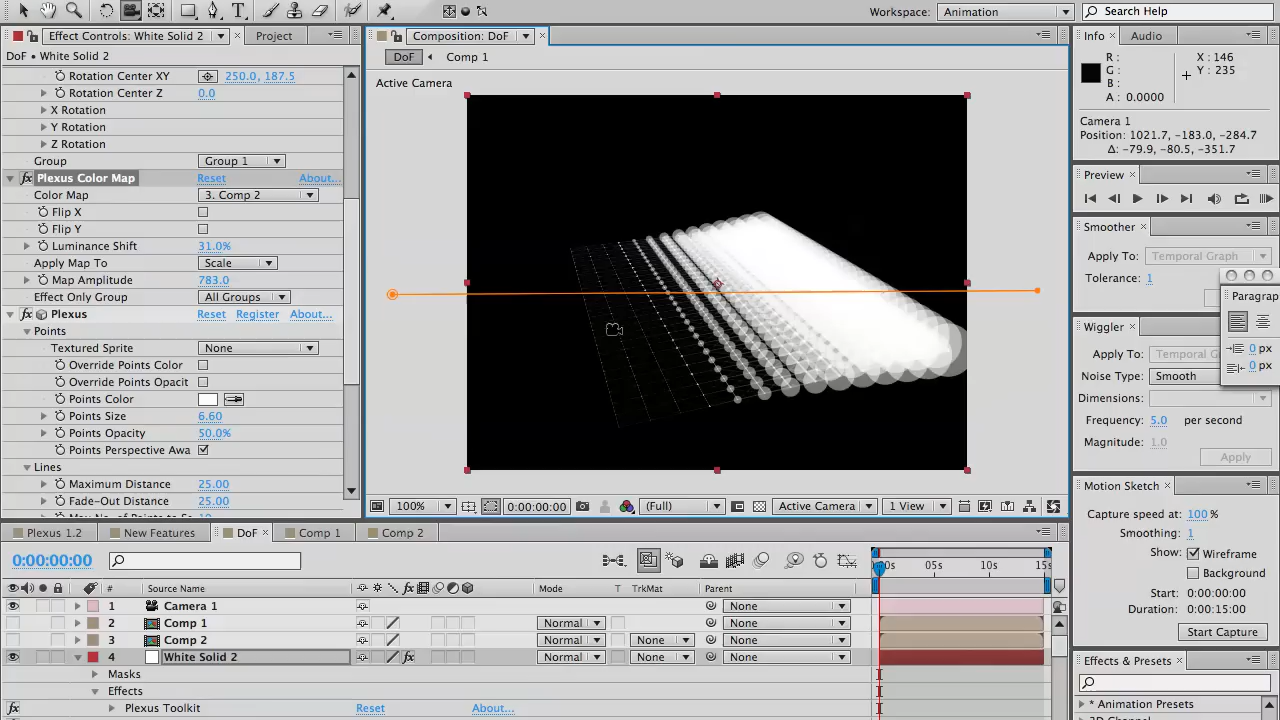 Workspace: Animation Search Help
Effect Controls: White Solid 2 Project
DoF • White Solid 2
Rotation Center XY 250.0, 187.5
Rotation Center Z 0.0
X Rotation
Y Rotation
Z Rotation
Group Group 1
Plexus Color Map Reset About...
Color Map 3. Comp 2
Flip X
Flip Y
Luminance Shift 31.0%
Apply Map To Scale
Map Amplitude 783.0
Effect Only Group All Groups
Plexus Reset Register About...
Points
Textured Sprite None
Override Points Color
Override Points Opacit
Points Color
Points Size 6.60
Points Opacity 50.0%
Points Perspective Awa
Lines
Maximum Distance 25.00
Fade-Out Distance 25.00
Composition: DoF
DoF Comp 1
Active Camera
100% 0:00:00:00 (Full) Active Camera 1 View
Info Audio
R : X : 146
G : Y : 235
B :
A : 0.0000
Camera 1
Position: 1021.7, -183.0, -284.7
Δ: -79.9, -80.5, -351.7
Preview
Smoother
Apply To: Temporal Graph
Tolerance: 1
Paragrap
0 px
0 px
Wiggler
Apply To: Temporal
Noise Type: Smooth
Dimensions:
Frequency: 5.0 per second
Magnitude: 1.0
Apply
Motion Sketch
Capture speed at: 100 %
Smoothing: 1
Show: Wireframe
Background
Start: 0:00:00:00
Duration: 0:00:15:00
Start Capture
Effects & Presets
* Animation Presets
Plexus 1.2 New Features DoF Comp 1 Comp 2
0:00:00:00
05s 10s 15s
# Source Name Mode T TrkMat Parent
1 Camera 1 None
2 Comp 1 Normal None
3 Comp 2 Normal None None
4 White Solid 2 Normal None None
Masks
Effects
Plexus Toolkit Reset About...